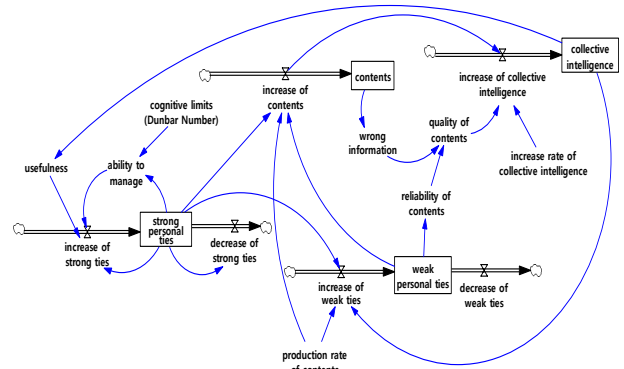 collective
intelligence
contents
increase of
contents
increase of collective
intelligence
cognitive limits
(Dunbar Number)
wrong
information
quality of
contents
usefulness
ability to
manage
increase rate of
collective intelligence
reliability of
contents
strong
personal
ties
increase of
strong ties
decrease of
strong ties
weak
personal ties
increase of
weak ties
decrease of
weak ties
production rate
of contents